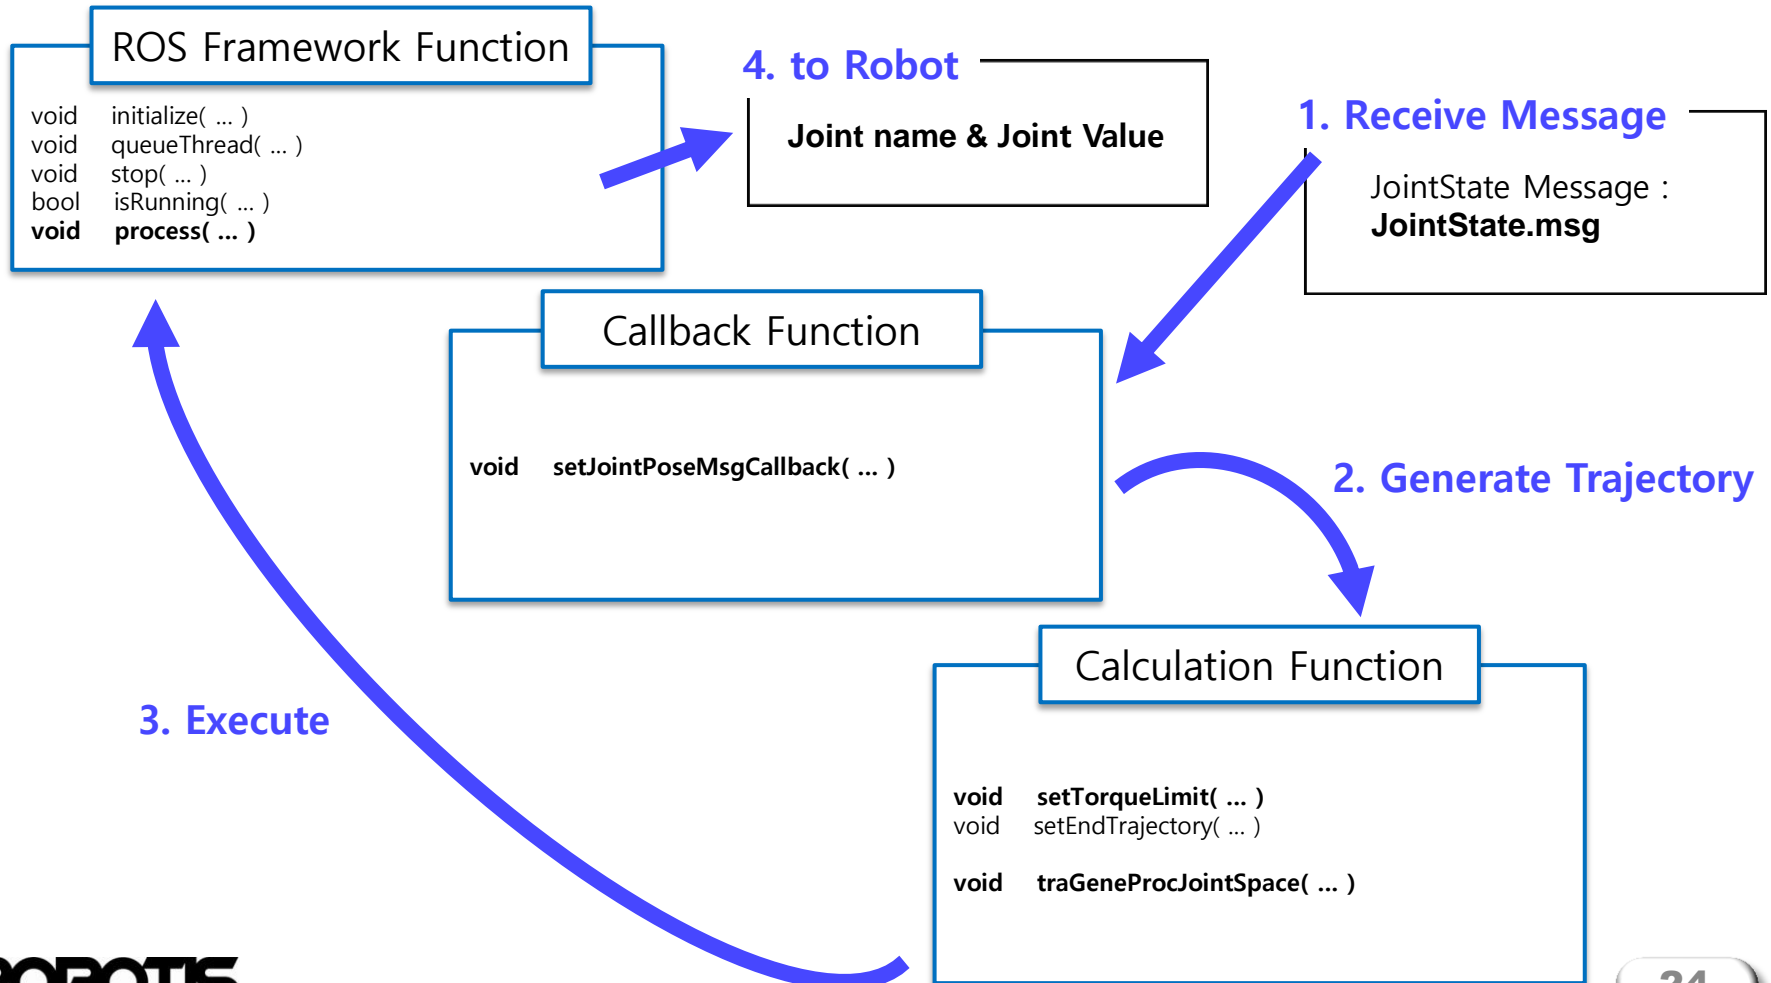 ROS Framework Function
void initialize( ... )
void queueThread( ... )
void stop( ... )
bool isRunning( ... )
void process( ... )
4. to Robot
Joint name & Joint Value
1. Receive Message
JointState Message :
JointState.msg
Callback Function
void setJointPoseMsgCallback( ... )
2. Generate Trajectory
Calculation Function
void setTorqueLimit( ... )
void setEndTrajectory( ... )
void traGeneProcJointSpace( ... )
3. Execute
ROBOTIS
24